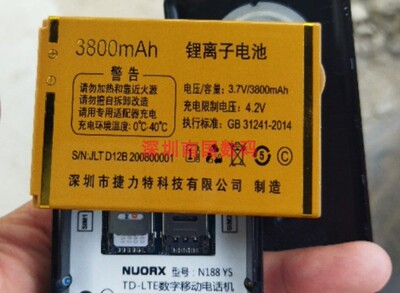 3800mAh 锂离子电池
警告
请勿加热和靠近火源
请勿擅自拆卸改造
请用专用适配器充电
充电环境温度：0℃-40℃
电压/容量：3.7V/3800mAh
充电限制电压：4.2V
执行标准：GB 31241-2014
S/N:JLT D12B 200800001
深圳市捷力特科技有限公司 制造
NUORX 型号：N188 YS
TD-LTE数字移动电话机